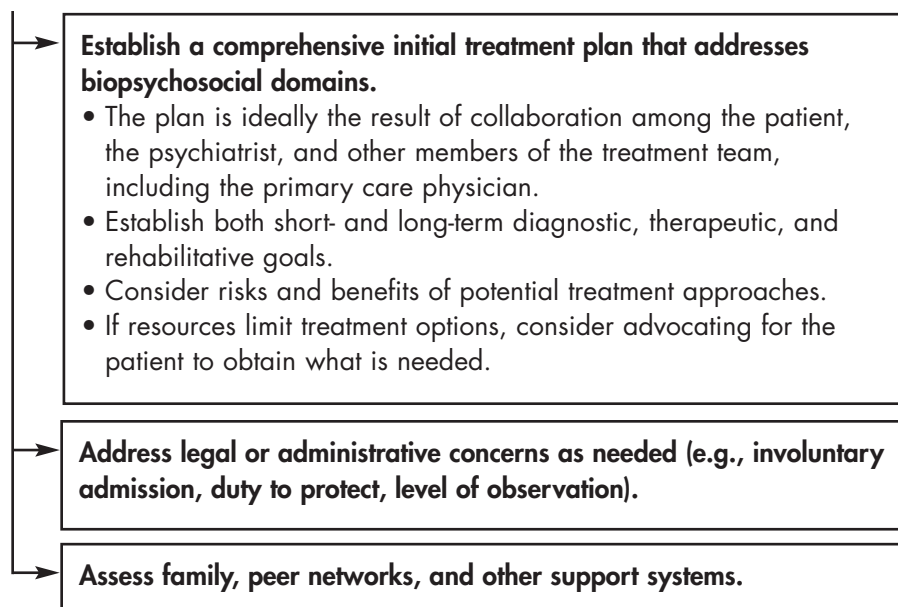 Establish a comprehensive initial treatment plan that addresses
biopsychosocial domains.
• The plan is ideally the result of collaboration among the patient,
the psychiatrist, and other members of the treatment team,
including the primary care physician.
• Establish both short- and long-term diagnostic, therapeutic, and
rehabilitative goals.
• Consider risks and benefits of potential treatment approaches.
• If resources limit treatment options, consider advocating for the
patient to obtain what is needed.
Address legal or administrative concerns as needed (e.g., involuntary
admission, duty to protect, level of observation).
Assess family, peer networks, and other support systems.